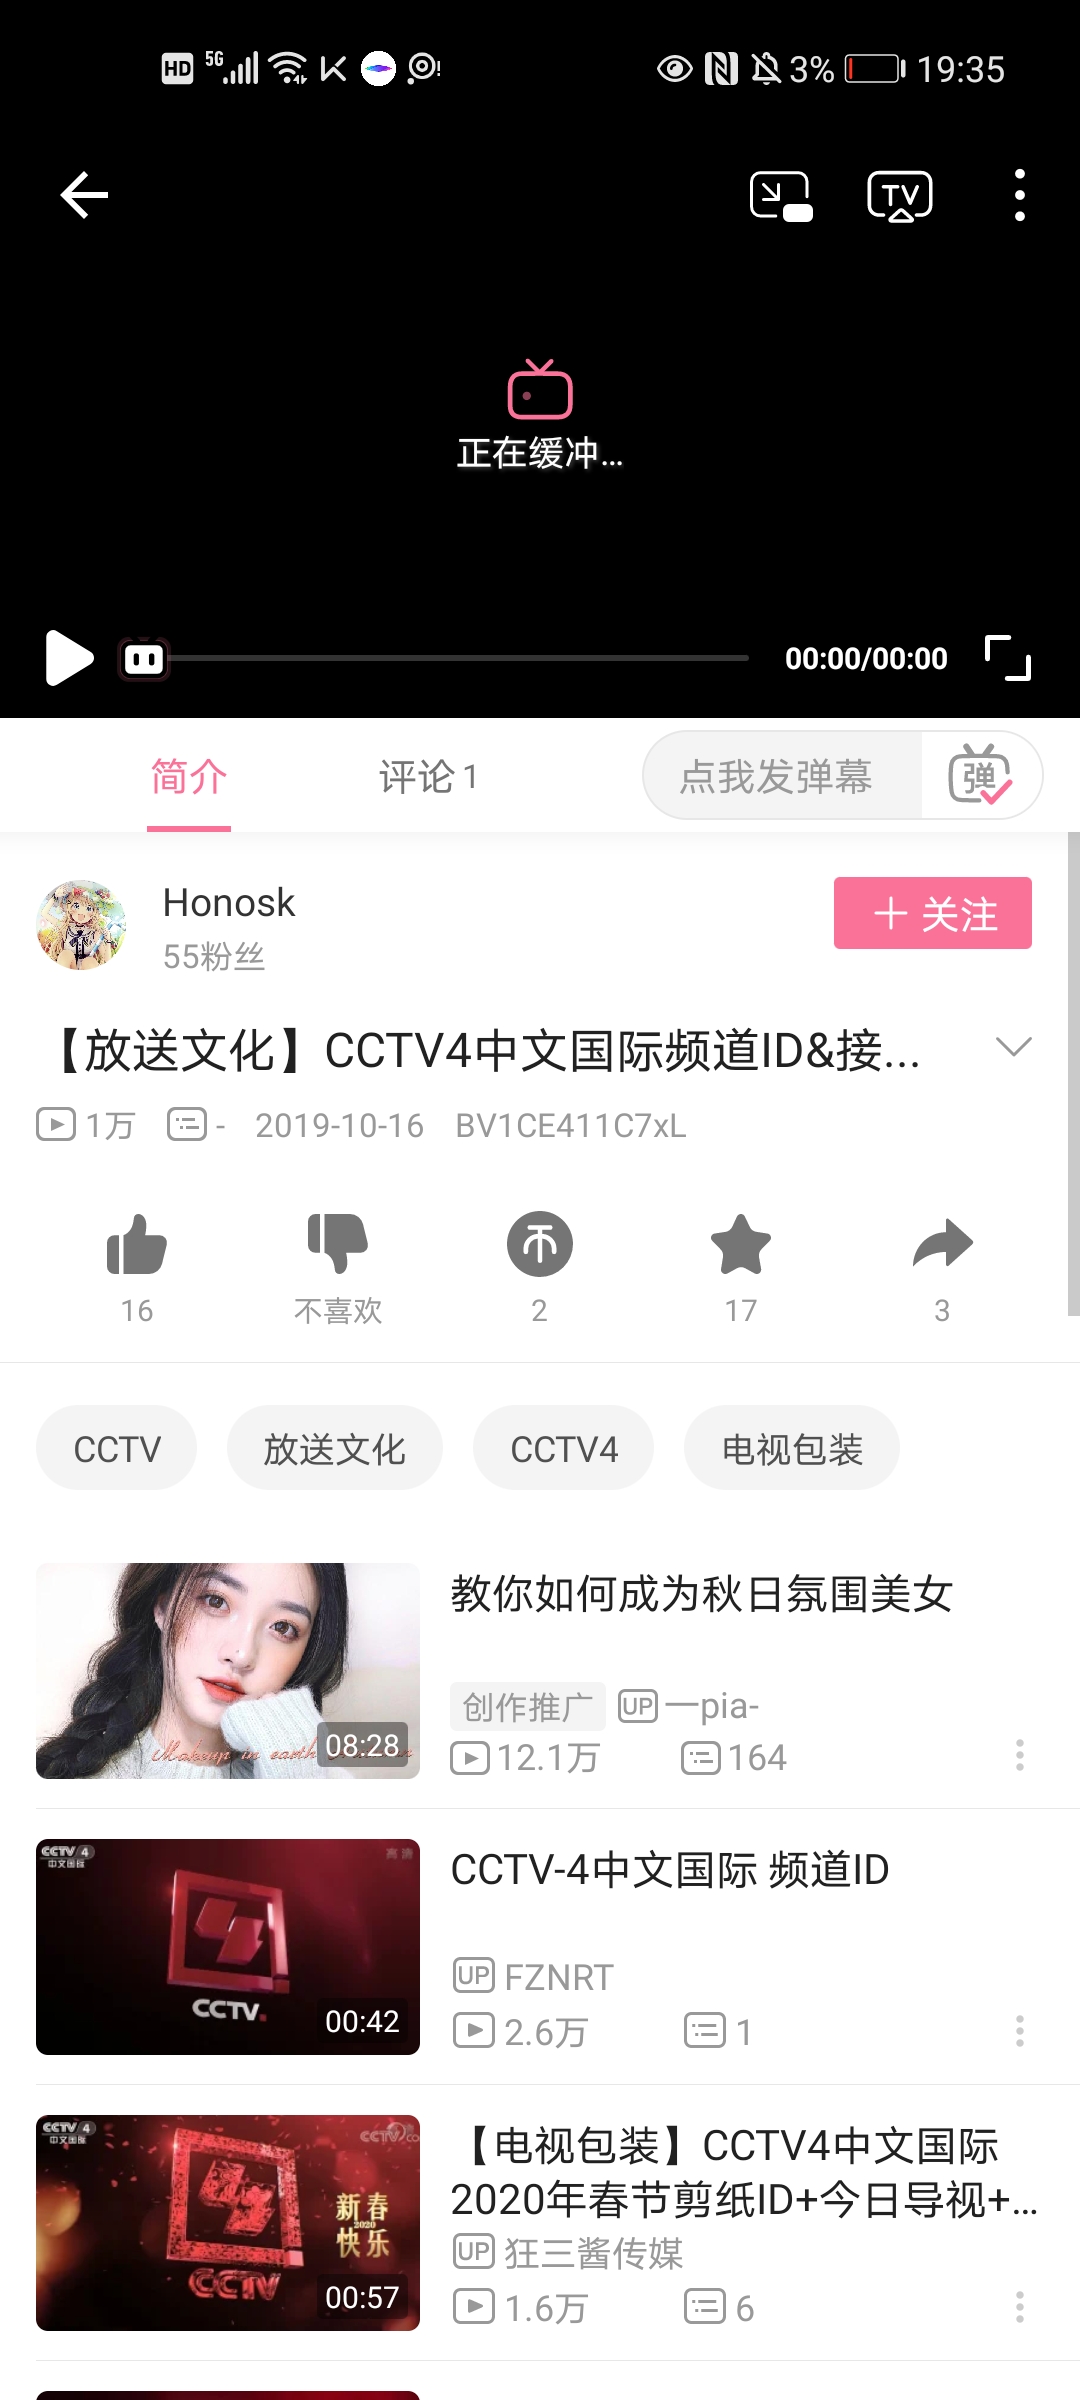 HD 5G 3% 19:35
TV
正在缓冲...
00:00/00:00
简介 评论 1 点我发弹幕 弹
Honosk
55粉丝
+ 关注
【放送文化】CCTV4中文国际频道ID&接...
1万 - 2019-10-16 BV1CE411C7xL
16 不喜欢 2 17 3
CCTV 放送文化 CCTV4 电视包装
教你如何成为秋日氛围美女
创作推广 UP 一pia-
12.1万 164
Makeup in earth
08:28
CCTV 4
中文国际
高清
CCTV.
00:42
CCTV-4中文国际 频道ID
UP FZNRT
2.6万 1
CCTV 4
中文国际
CCTV
新春
2020
快乐
CCTV
00:57
【电视包装】CCTV4中文国际
2020年春节剪纸ID+今日导视+...
UP 狂三酱传媒
1.6万 6